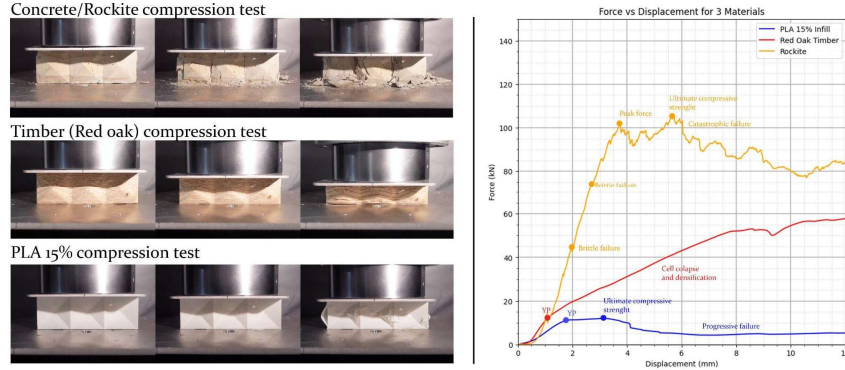 Concrete/Rockite compression test
Timber (Red oak) compression test
PLA 15% compression test
Force vs Displacement for 3 Materials
PLA 15% Infill
Red Oak Timber
Rockite
Force (kN)
140
120
100
80
60
40
20
0
Peak force
Ultimate compressive
strenght
Catastrophic failure
Brittle failure
Brittle failure
Cell colapse
and densification
YP
YP
Ultimate compressive
strenght
Progressive failure
0
2
4
6
8
10
12
Displacement (mm)